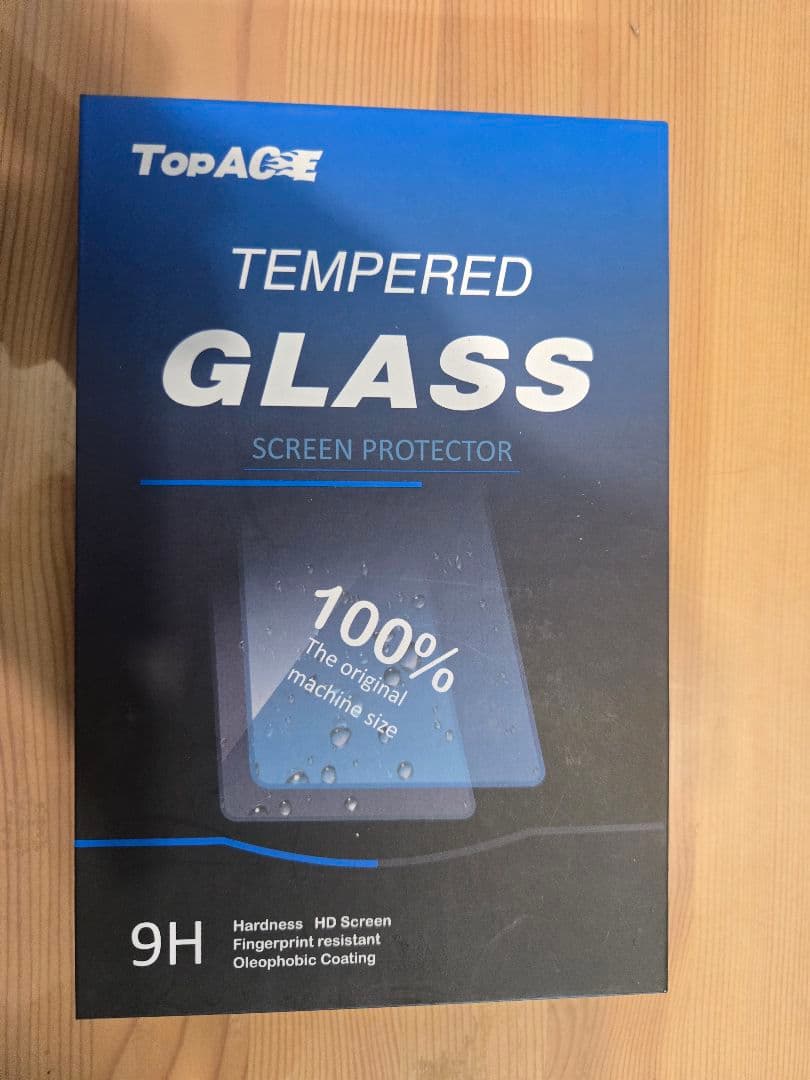 TopACE
TEMPERED
GLASS
SCREEN PROTECTOR
100%
The original
machine size
9H
Hardness HD Screen
Fingerprint resistant
Oleophobic Coating